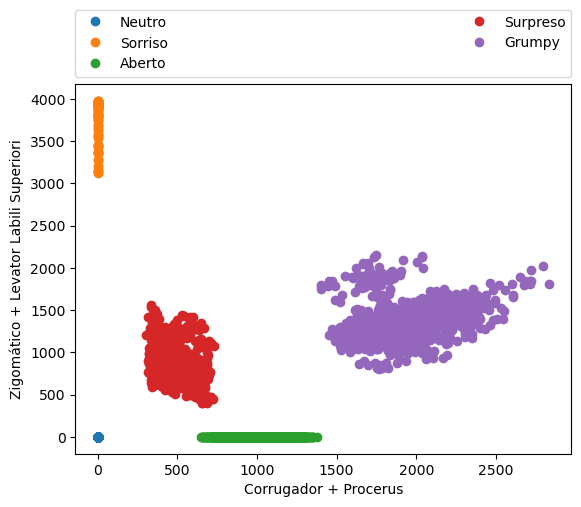 Neutro
Sorriso
Aberto
Surpreso
Grumpy
4000
3500
3000
2500
2000
1500
1000
500
0
Zigomático + Levator Labili Superiori
0 500 1000 1500 2000 2500
Corrugador + Procerus